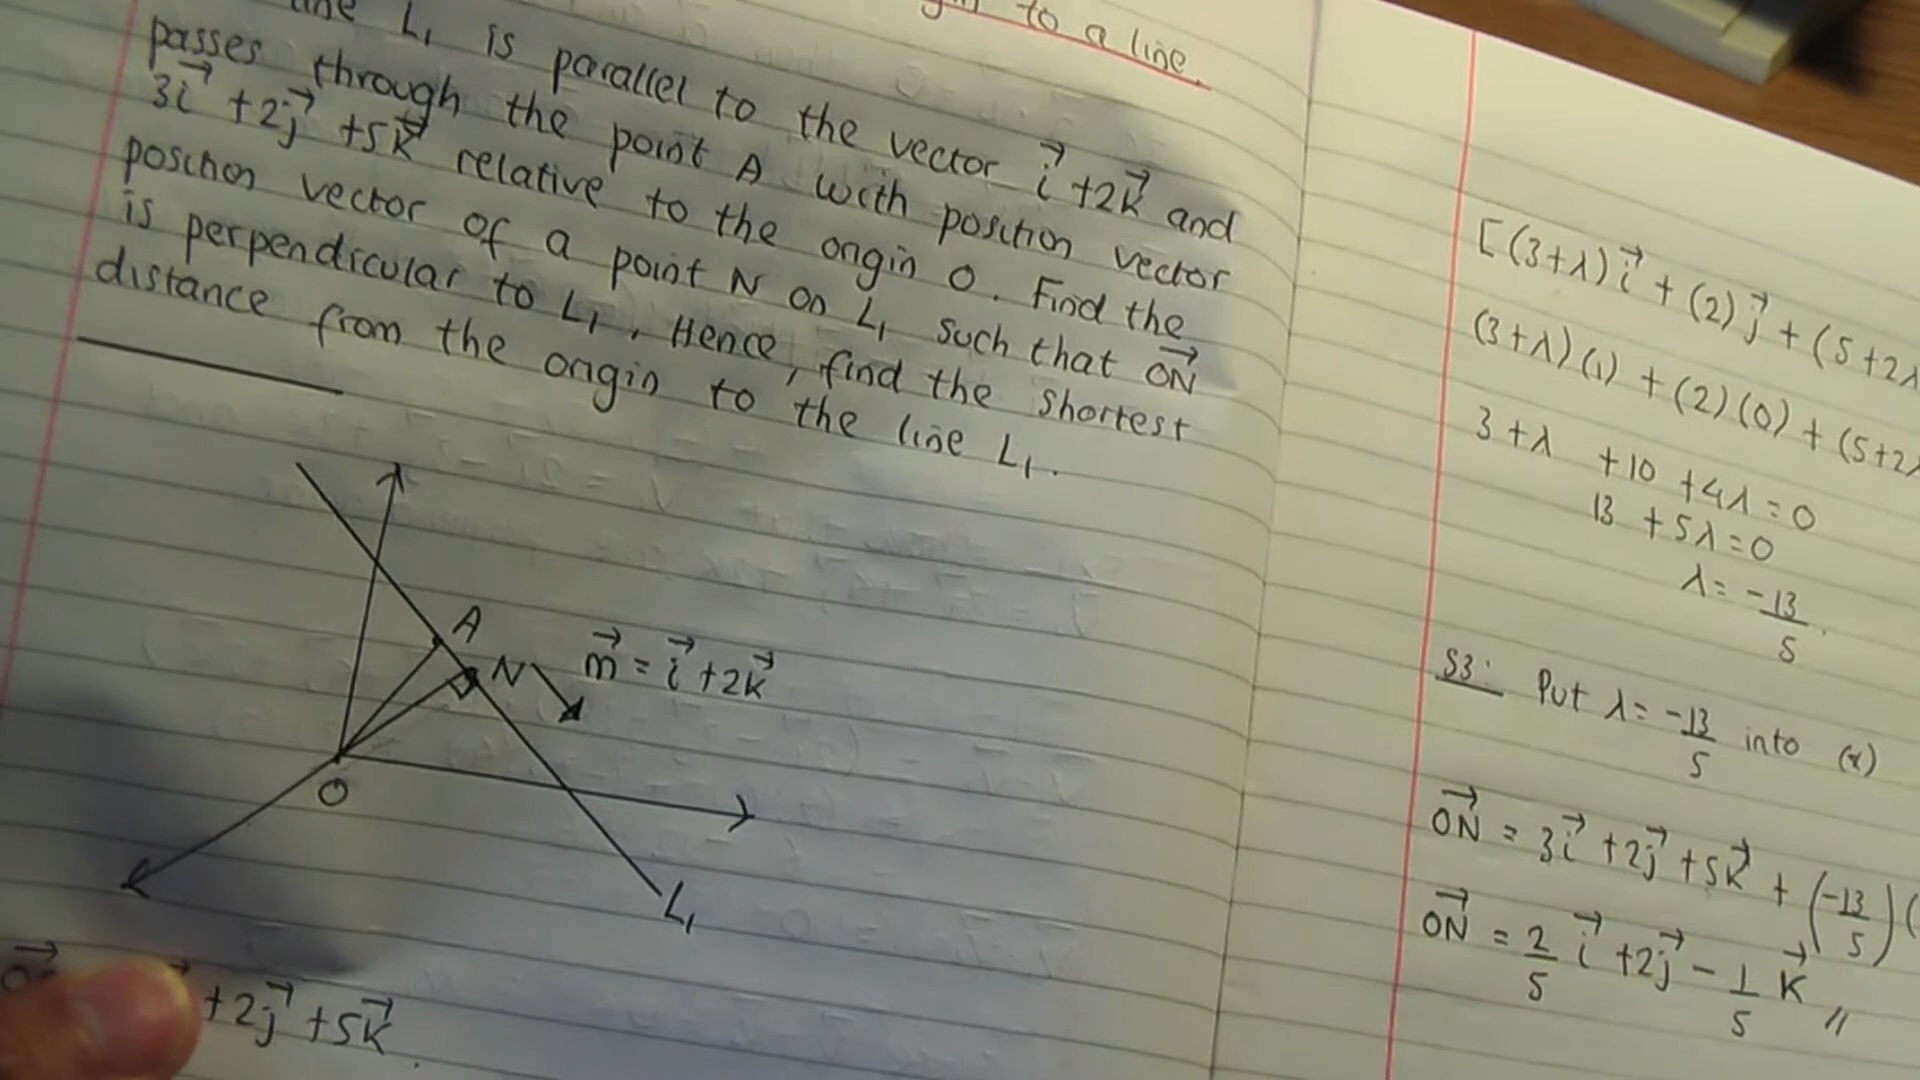 to a line.
line L₁ is parallel to the vector i⃗ +2k⃗ and
passes through the point A with position vector
3i⃗ +2j⃗ +5k⃗ relative to the origin O. Find the
position vector of a point N on L₁ such that ON⃗
is perpendicular to L₁. Hence, find the shortest
distance from the origin to the line L₁.
A
N
m⃗ = i⃗ +2k⃗
O
L₁
+2j⃗ +5k⃗.
[(3+λ)i⃗ + (2)j⃗ + (5+2λ
(3+λ)(1) + (2)(0) + (5+2λ
3+λ +10 +4λ = 0
13 +5λ = 0
λ = -13/5.
S3: Put λ = -13/5 into (*)
ON⃗ = 3i⃗ +2j⃗ +5k⃗ + (-13/5)(
ON⃗ = 2/5 i⃗ +2j⃗ - 1/5 k⃗ //